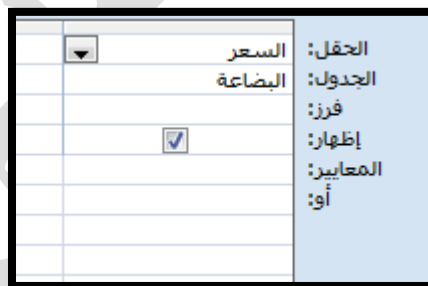 الحقل: السعر
الجدول: البضاعة
فرز:
إظهار:
المعايير:
أو: